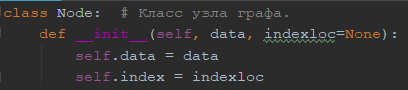 class Node:  # Класс узла графа.
    def __init__(self, data, indexloc=None):
        self.data = data
        self.index = indexloc